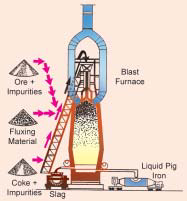 Ore +
Impurities
Blast
Furnace
Fluxing
Material
Liquid Pig
Iron
Coke +
Impurities
Slag